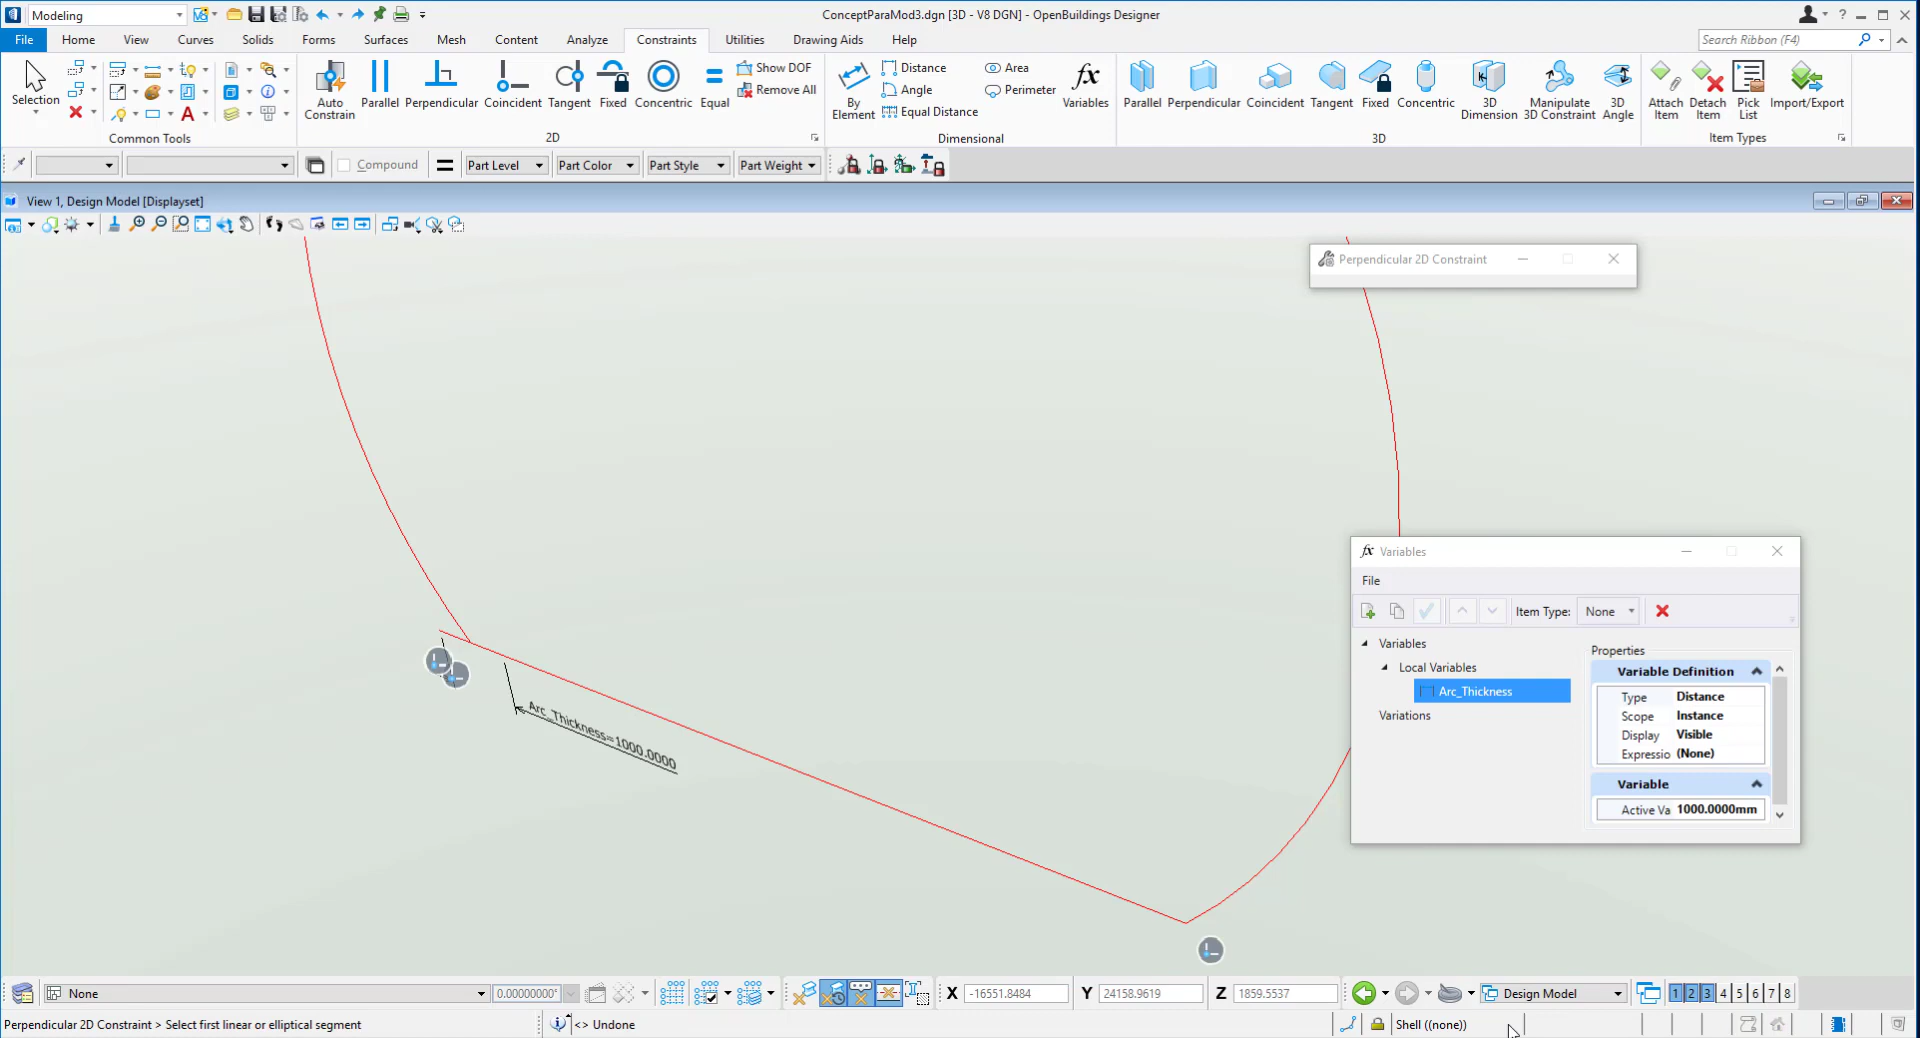 Modeling
ConceptParaMod3.dgn [3D - V8 DGN] - OpenBuildings Designer
File Home View Curves Solids Forms Surfaces Mesh Content Analyze Constraints Utilities Drawing Aids Help
Search Ribbon (F4)
Selection
Common Tools
Auto Constrain
Parallel
Perpendicular
Coincident
Tangent
Fixed
Concentric
Equal
Show DOF
Remove All
2D
By Element
Distance
Angle
Equal Distance
Area
Perimeter
Variables
Dimensional
Parallel
Perpendicular
Coincident
Tangent
Fixed
Concentric
3D Dimension
Manipulate 3D Constraint
3D Angle
3D
Attach Item
Detach Item
Pick List
Import/Export
Item Types
Compound
Part Level
Part Color
Part Style
Part Weight
View 1, Design Model [Displayset]
Perpendicular 2D Constraint
Arc_Thickness=1000.0000
fx Variables
File
Item Type: None
Variables
Local Variables
Arc_Thickness
Variations
Properties
Variable Definition
Type Distance
Scope Instance
Display Visible
Expressio (None)
Variable
Active Va 1000.0000mm
None
0.00000000°
X -16551.8484
Y 24158.9619
Z 1859.5537
Design Model
1 2 3 4 5 6 7 8
Perpendicular 2D Constraint > Select first linear or elliptical segment
<> Undone
Shell ((none))